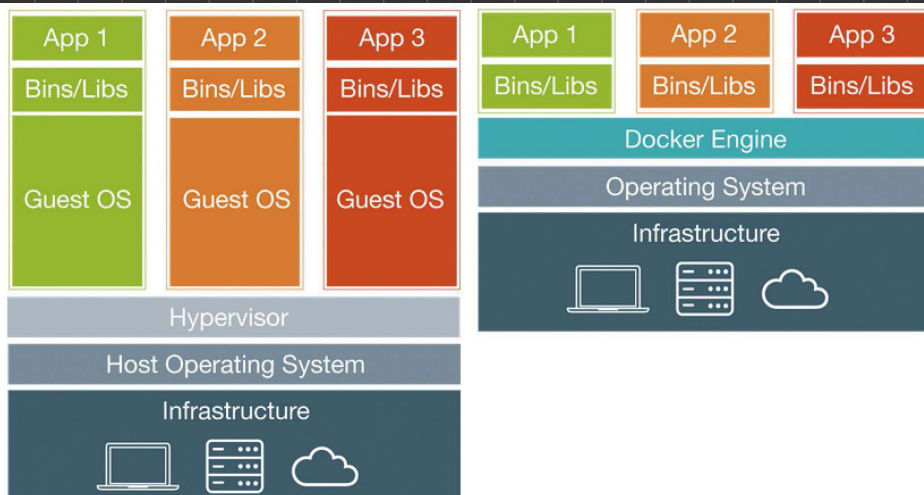 App 1
App 2
App 3
Bins/Libs
Bins/Libs
Bins/Libs
Guest OS
Guest OS
Guest OS
Hypervisor
Host Operating System
Infrastructure
App 1
App 2
App 3
Bins/Libs
Bins/Libs
Bins/Libs
Docker Engine
Operating System
Infrastructure